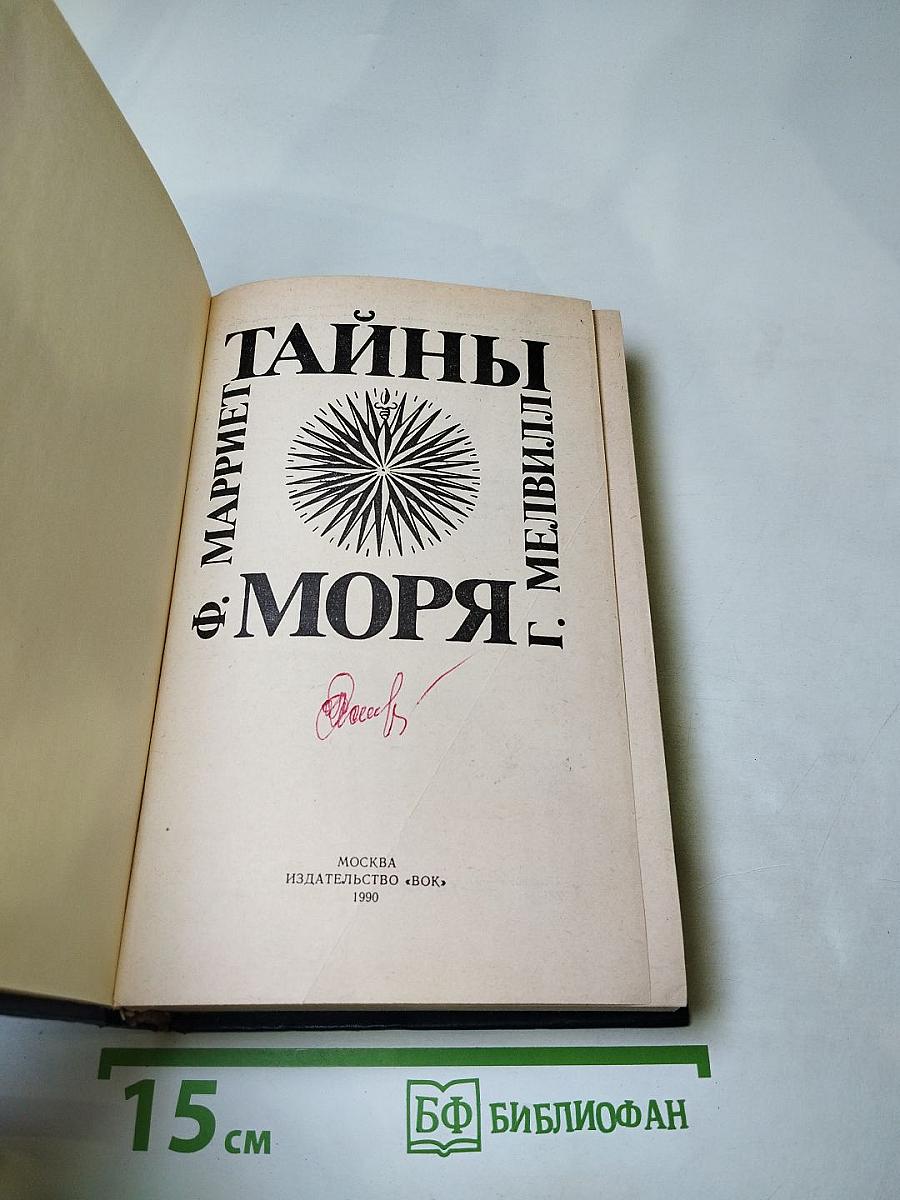 ТАЙНЫ
Ф. МАРРИЕТ
Г. МЕЛВИЛЛ
МОРЯ
МОСКВА
ИЗДАТЕЛЬСТВО «ВОК»
1990
15 см
БФ БИБЛИОФАН